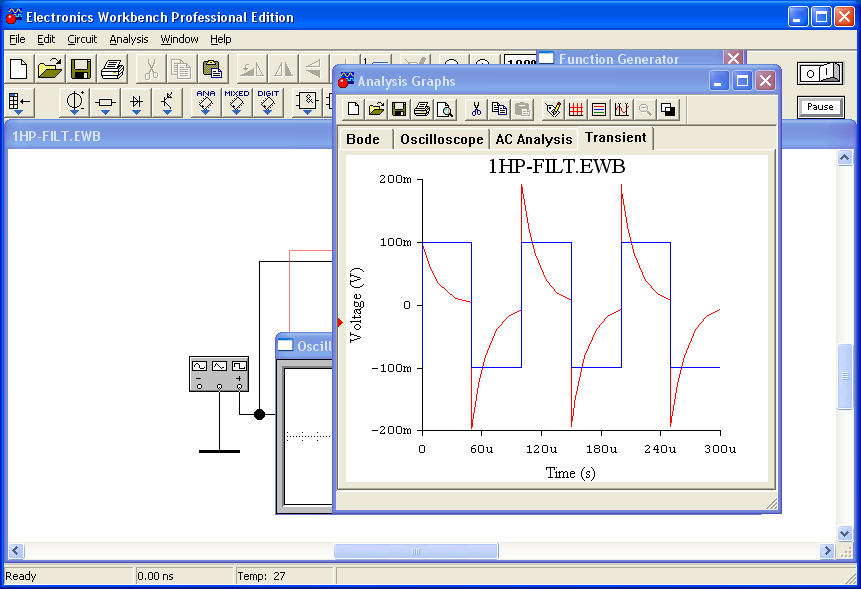 Electronics Workbench Professional Edition
File Edit Circuit Analysis Window Help
Function Generator
ANA MIXED DIGIT
Pause
1HP-FILT.EWB
Analysis Graphs
Bode Oscilloscope AC Analysis Transient
1HP-FILT.EWB
200m
100m
0
-100m
-200m
Voltage (V)
0 60u 120u 180u 240u 300u
Time (s)
Oscill
Ready 0.00 ns Temp: 27